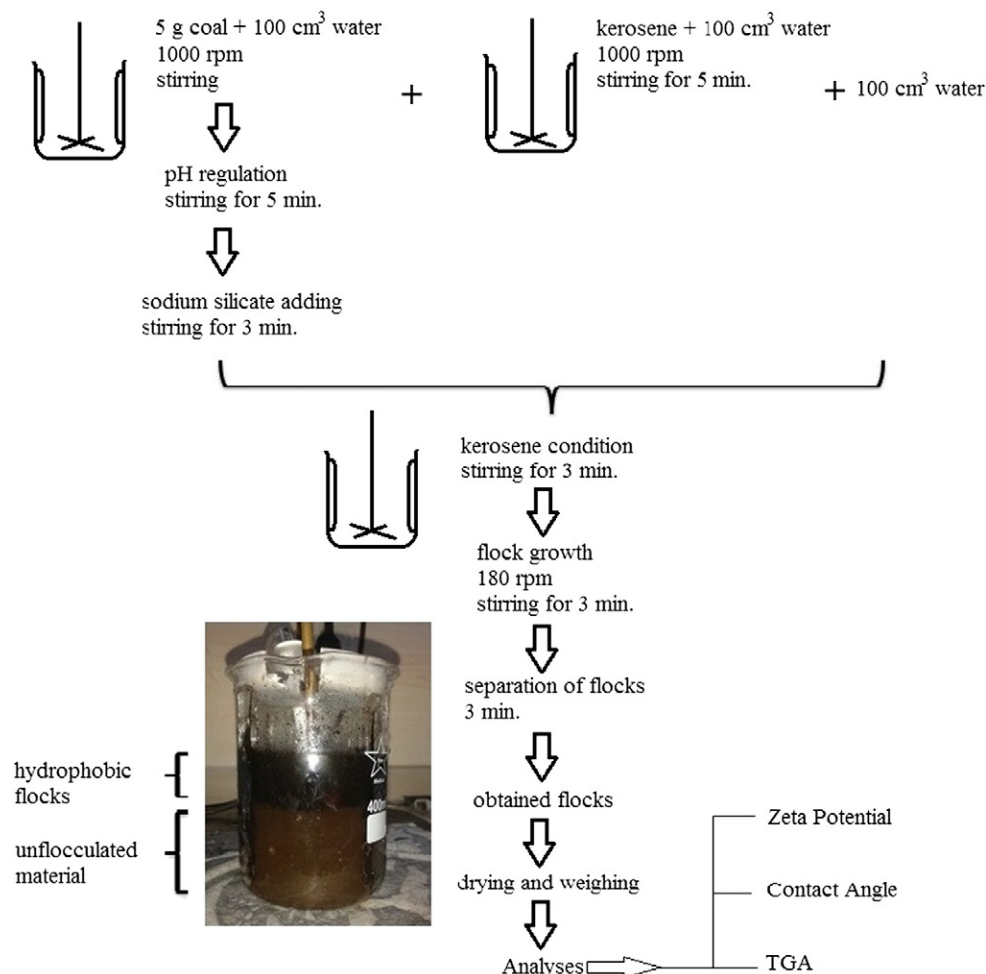 5 g coal + 100 cm³ water
1000 rpm
stirring
pH regulation
stirring for 5 min.
sodium silicate adding
stirring for 3 min.
+
kerosene + 100 cm³ water
1000 rpm
stirring for 5 min.
+ 100 cm³ water
kerosene condition
stirring for 3 min.
flock growth
180 rpm
stirring for 3 min.
separation of flocks
3 min.
obtained flocks
drying and weighing
Analyses
Zeta Potential
Contact Angle
TGA
hydrophobic
flocks
unflocculated
material